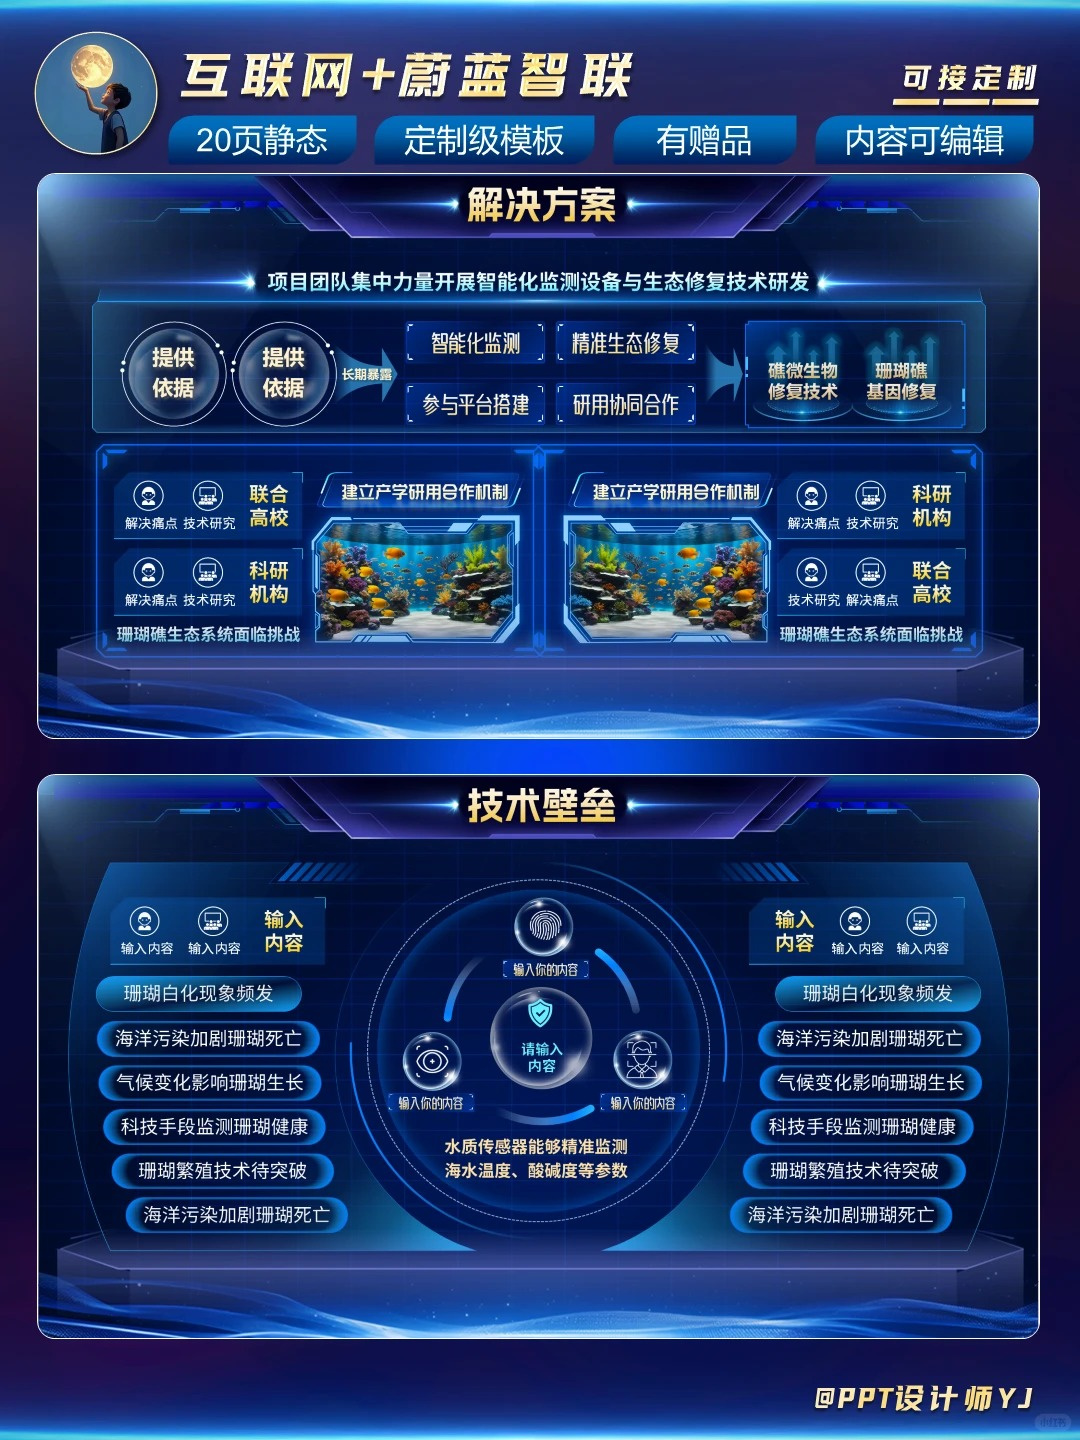 互联网+蔚蓝智联
可接定制
20页静态
定制级模板
有赠品
内容可编辑
解决方案
项目团队集中力量开展智能化监测设备与生态修复技术研发
提供
依据
提供
依据
长期暴露
智能化监测
精准生态修复
参与平台搭建
研用协同合作
礁微生物
修复技术
珊瑚礁
基因修复
解决痛点
技术研究
联合
高校
解决痛点
技术研究
科研
机构
珊瑚礁生态系统面临挑战
建立产学研用合作机制
建立产学研用合作机制
解决痛点
技术研究
科研
机构
技术研究
解决痛点
联合
高校
珊瑚礁生态系统面临挑战
技术壁垒
输入内容
输入内容
输入
内容
珊瑚白化现象频发
海洋污染加剧珊瑚死亡
气候变化影响珊瑚生长
科技手段监测珊瑚健康
珊瑚繁殖技术待突破
海洋污染加剧珊瑚死亡
输入你的内容
请输入
内容
输入你的内容
输入你的内容
水质传感器能够精准监测
海水温度、酸碱度等参数
输入
内容
输入内容
输入内容
珊瑚白化现象频发
海洋污染加剧珊瑚死亡
气候变化影响珊瑚生长
科技手段监测珊瑚健康
珊瑚繁殖技术待突破
海洋污染加剧珊瑚死亡
@PPT设计师YJ
小红书